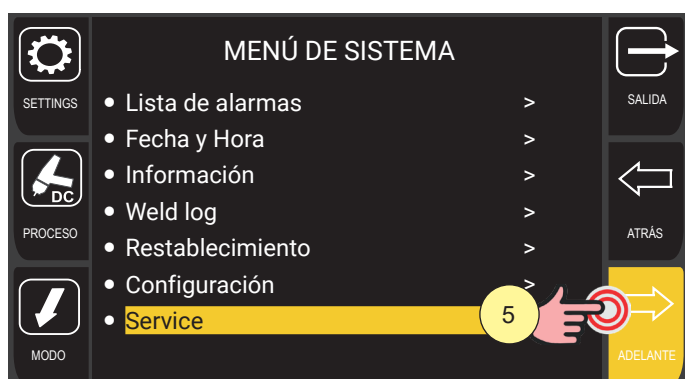 MENÚ DE SISTEMA
SETTINGS
• Lista de alarmas >
SALIDA
• Fecha y Hora >
• Información >
DC
• Weld log >
PROCESO
ATRÁS
• Restablecimiento >
• Configuración >
• Service
5
MODO
ADELANTE